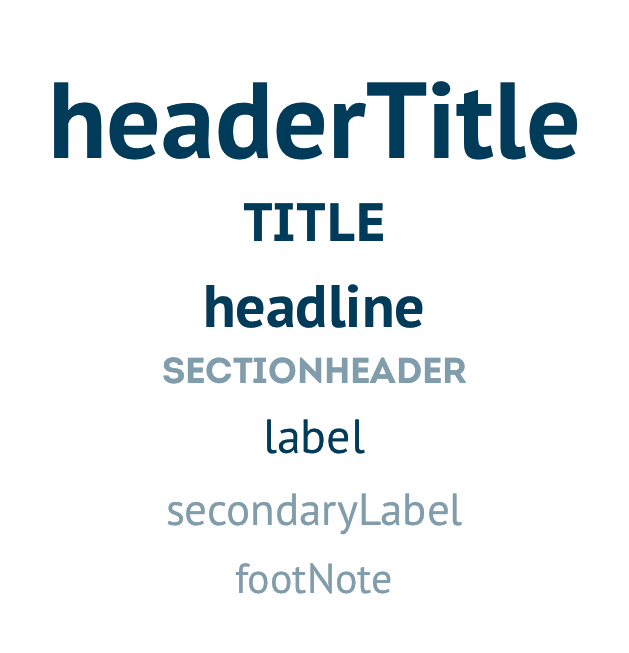 headerTitle
TITLE
headline
SECTIONHEADER
label
secondaryLabel
footNote